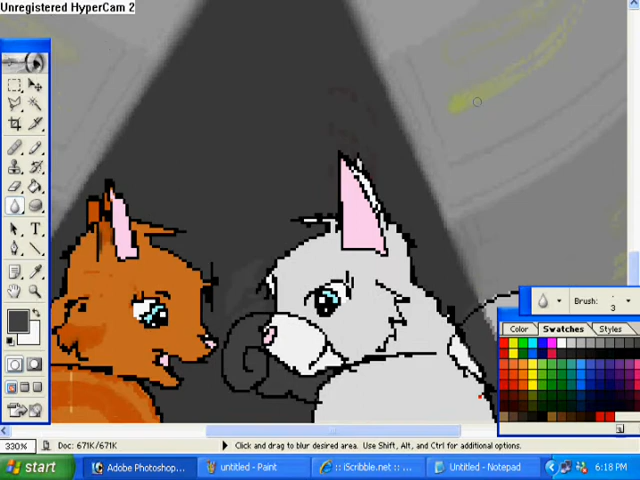 Unregistered HyperCam 2
T
Brush:
3
Color
Swatches
Styles
330%
Doc: 671K/671K
Click and drag to blur desired area. Use Shift, Alt, and Ctrl for additional options.
start
Adobe Photoshop...
untitled - Paint
:: iScribble.net :: ...
Untitled - Notepad
6:18 PM